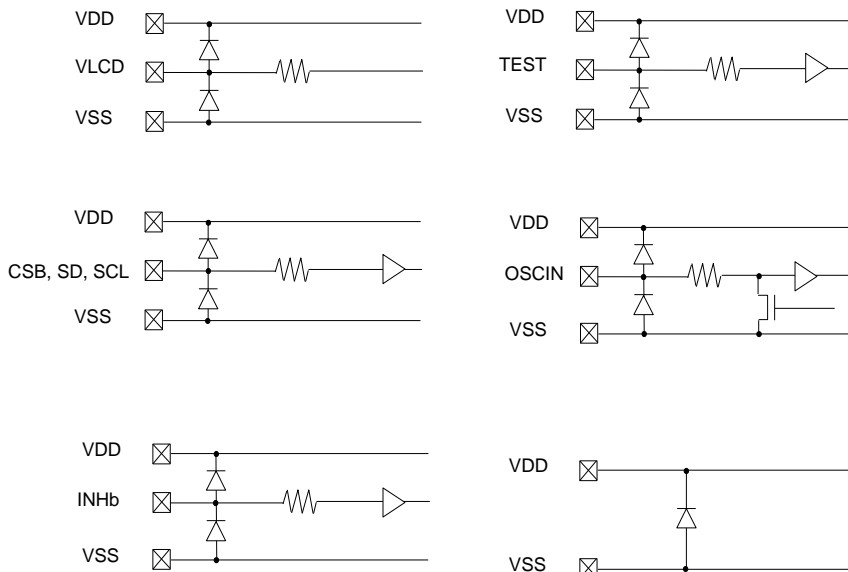 VDD
VLCD
VSS
VDD
TEST
VSS
VDD
CSB, SD, SCL
VSS
VDD
OSCIN
VSS
VDD
INHb
VSS
VDD
VSS